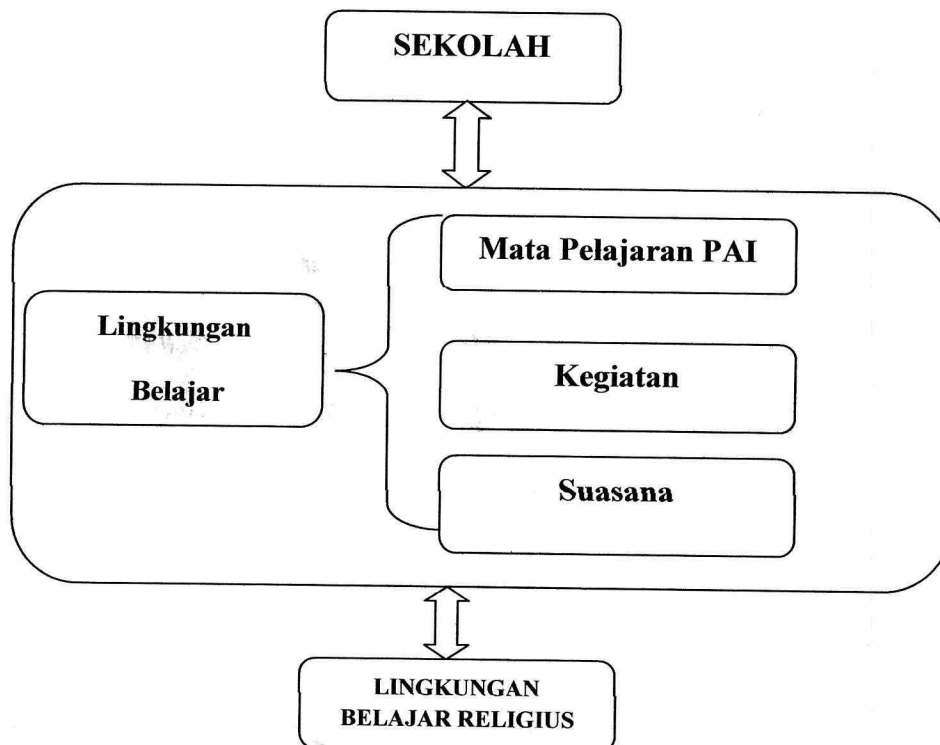 SEKOLAH
Mata Pelajaran PAI
Lingkungan
Belajar
Kegiatan
Suasana
LINGKUNGAN
BELAJAR RELIGIUS